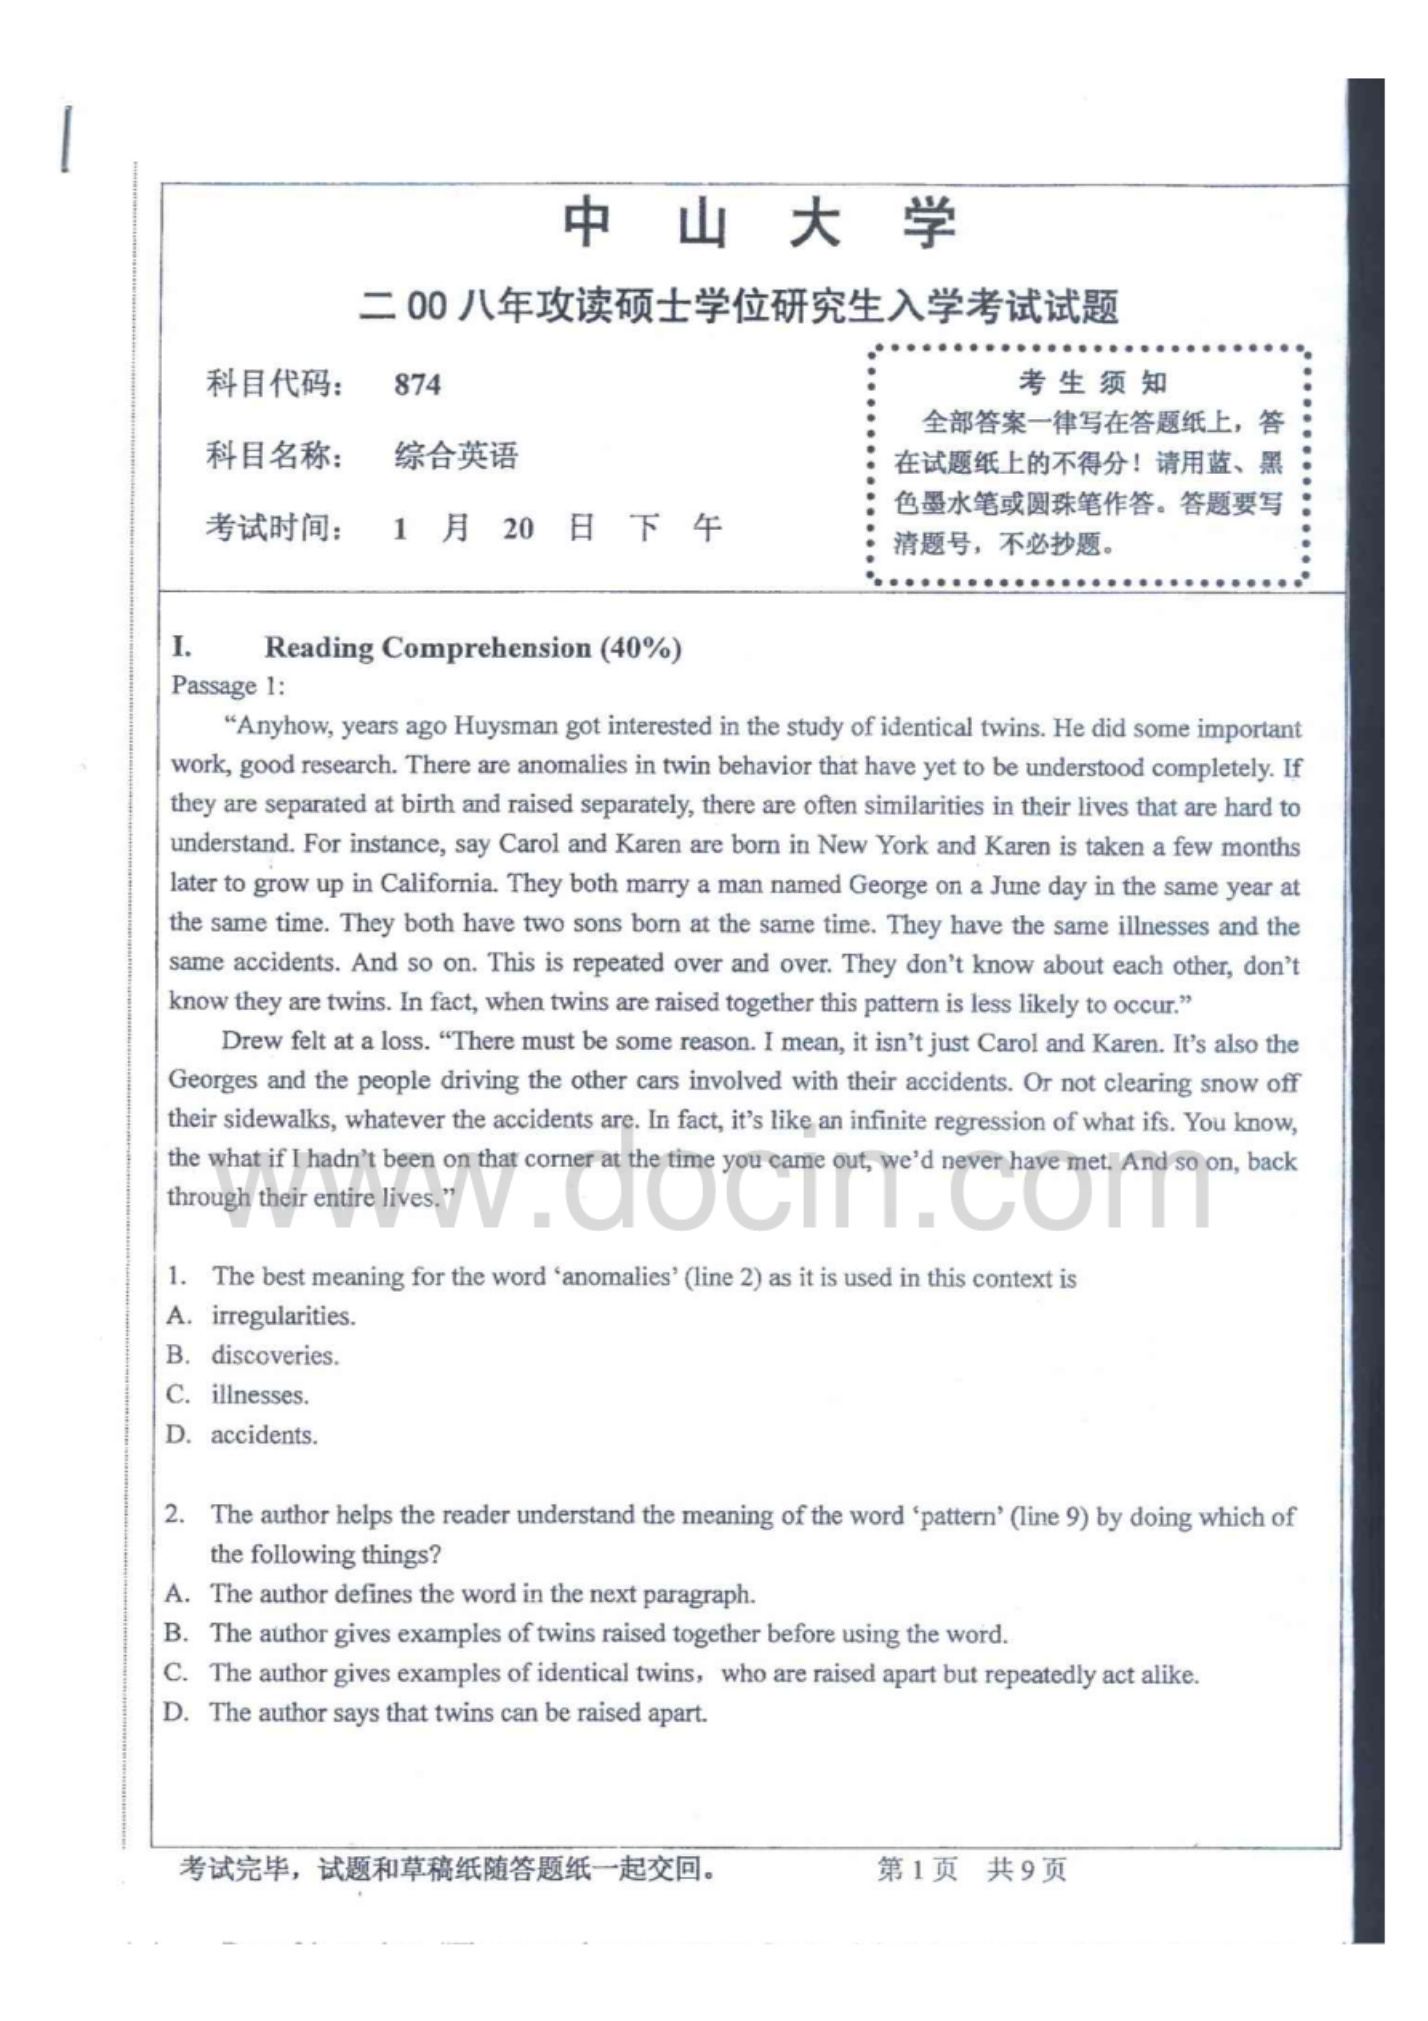 中 山 大 学
二00八年攻读硕士学位研究生入学考试试题
科目代码： 874
科目名称： 综合英语
考试时间： 1 月 20 日 下 午
考 生 须 知
全部答案一律写在答题纸上，答
在试题纸上的不得分！请用蓝、黑
色墨水笔或圆珠笔作答。答题要写
清题号，不必抄题。
I. Reading Comprehension (40%)
Passage 1:
“Anyhow, years ago Huysman got interested in the study of identical twins. He did some important
work, good research. There are anomalies in twin behavior that have yet to be understood completely. If
they are separated at birth and raised separately, there are often similarities in their lives that are hard to
understand. For instance, say Carol and Karen are born in New York and Karen is taken a few months
later to grow up in California. They both marry a man named George on a June day in the same year at
the same time. They both have two sons born at the same time. They have the same illnesses and the
same accidents. And so on. This is repeated over and over. They don’t know about each other, don’t
know they are twins. In fact, when twins are raised together this pattern is less likely to occur.”
Drew felt at a loss. “There must be some reason. I mean, it isn’t just Carol and Karen. It’s also the
Georges and the people driving the other cars involved with their accidents. Or not clearing snow off
their sidewalks, whatever the accidents are. In fact, it’s like an infinite regression of what ifs. You know,
the what if I hadn’t been on that corner at the time you came out, we’d never have met. And so on, back
through their entire lives.”
www.docin.com
1. The best meaning for the word ‘anomalies’ (line 2) as it is used in this context is
A. irregularities.
B. discoveries.
C. illnesses.
D. accidents.
2. The author helps the reader understand the meaning of the word ‘pattern’ (line 9) by doing which of
the following things?
A. The author defines the word in the next paragraph.
B. The author gives examples of twins raised together before using the word.
C. The author gives examples of identical twins，who are raised apart but repeatedly act alike.
D. The author says that twins can be raised apart.
考试完毕，试题和草稿纸随答题纸一起交回。 第 1 页 共 9 页